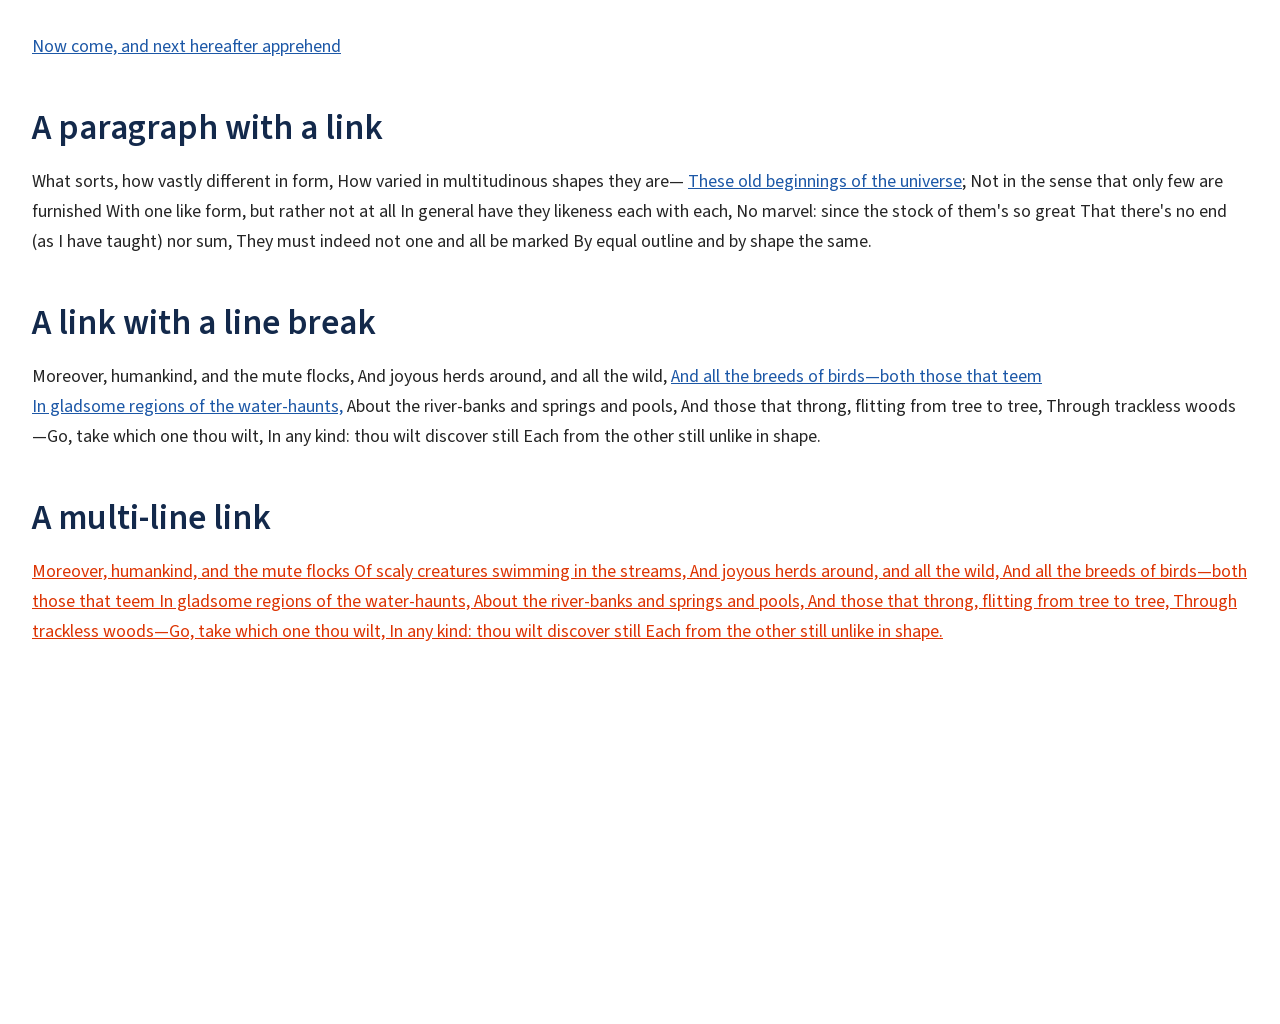 Now come, and next hereafter apprehend
A paragraph with a link
What sorts, how vastly different in form, How varied in multitudinous shapes they are— These old beginnings of the universe; Not in the sense that only few are
furnished With one like form, but rather not at all In general have they likeness each with each, No marvel: since the stock of them's so great That there's no end
(as I have taught) nor sum, They must indeed not one and all be marked By equal outline and by shape the same.
A link with a line break
Moreover, humankind, and the mute flocks, And joyous herds around, and all the wild, And all the breeds of birds—both those that teem
In gladsome regions of the water-haunts, About the river-banks and springs and pools, And those that throng, flitting from tree to tree, Through trackless woods
—Go, take which one thou wilt, In any kind: thou wilt discover still Each from the other still unlike in shape.
A multi-line link
Moreover, humankind, and the mute flocks Of scaly creatures swimming in the streams, And joyous herds around, and all the wild, And all the breeds of birds—both
those that teem In gladsome regions of the water-haunts, About the river-banks and springs and pools, And those that throng, flitting from tree to tree, Through
trackless woods—Go, take which one thou wilt, In any kind: thou wilt discover still Each from the other still unlike in shape.